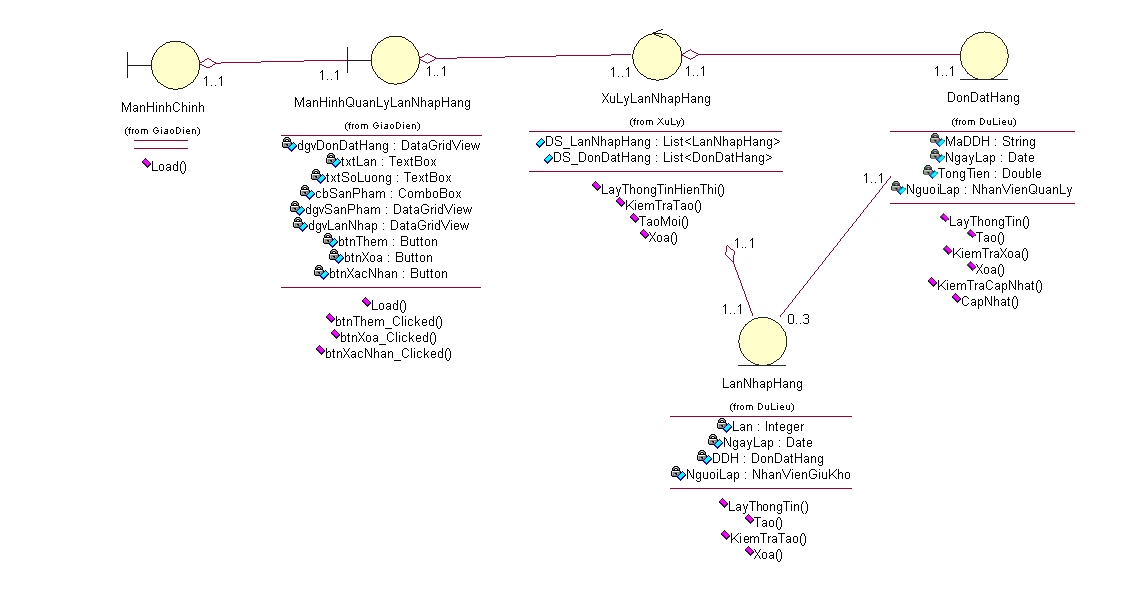 1..1
1..1
1..1
1..1
1..1
1..1
ManHinhChinh
(from GiaoDien)
Load()
ManHinhQuanLyLanNhapHang
(from GiaoDien)
dgvDonDatHang : DataGridView
txtLan : TextBox
txtSoLuong : TextBox
cbSanPham : ComboBox
dgvSanPham : DataGridView
dgvLanNhap : DataGridView
btnThem : Button
btnXoa : Button
btnXacNhan : Button
Load()
btnThem_Clicked()
btnXoa_Clicked()
btnXacNhan_Clicked()
XuLyLanNhapHang
(from XuLy)
DS_LanNhapHang : List<LanNhapHang>
DS_DonDatHang : List<DonDatHang>
LayThongTinHienThi()
KiemTraTao()
TaoMoi()
Xoa()
DonDatHang
(from DuLieu)
MaDDH : String
NgayLap : Date
TongTien : Double
NguoiLap : NhanVienQuanLy
LayThongTin()
Tao()
KiemTraXoa()
Xoa()
KiemTraCapNhat()
CapNhat()
1..1
1..1
1..1
0..3
LanNhapHang
(from DuLieu)
Lan : Integer
NgayLap : Date
DDH : DonDatHang
NguoiLap : NhanVienGiuKho
LayThongTin()
Tao()
KiemTraTao()
Xoa()